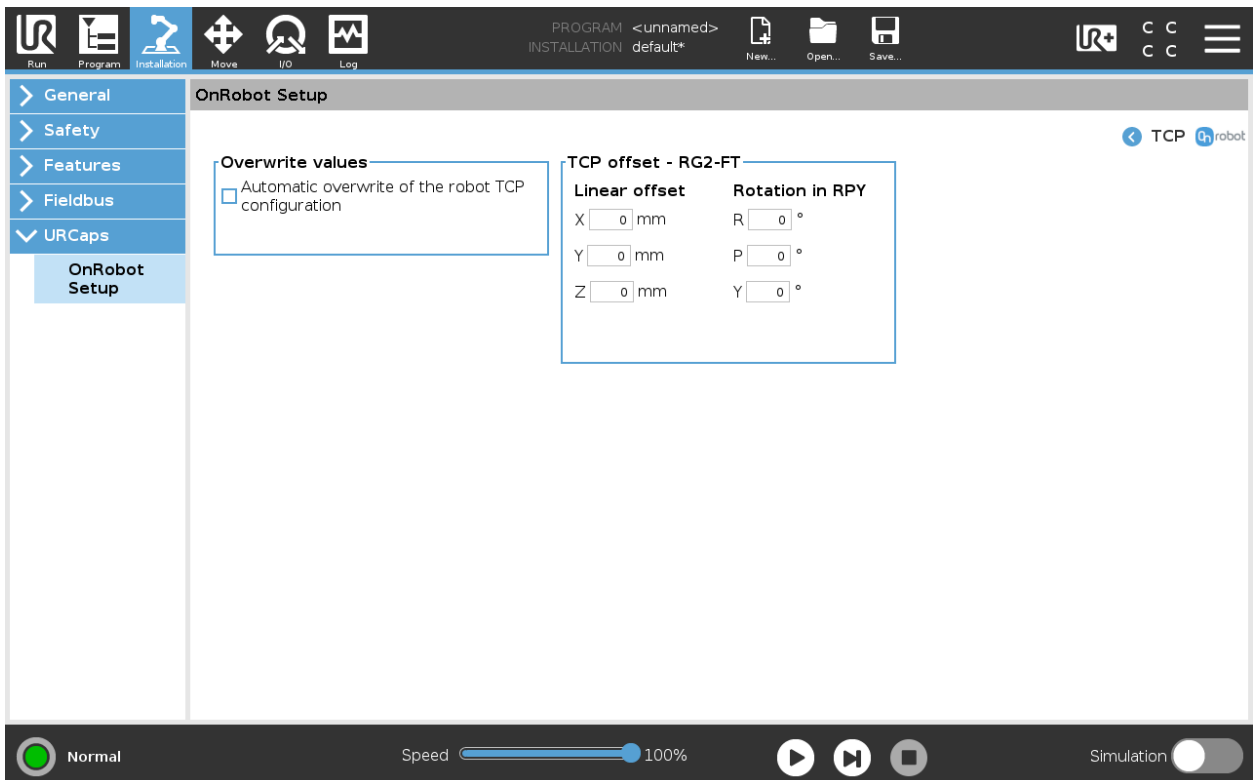 PROGRAM <unnamed>
INSTALLATION default*
Run Program Installation Move I/O Log New... Open... Save... UR+ C C
C C
General
Safety
Features
Fieldbus
URCaps
OnRobot
Setup
OnRobot Setup
TCP OnRobot
Overwrite values
Automatic overwrite of the robot TCP
configuration
TCP offset - RG2-FT
Linear offset Rotation in RPY
X 0 mm R 0 °
Y 0 mm P 0 °
Z 0 mm Y 0 °
Normal Speed 100% Simulation